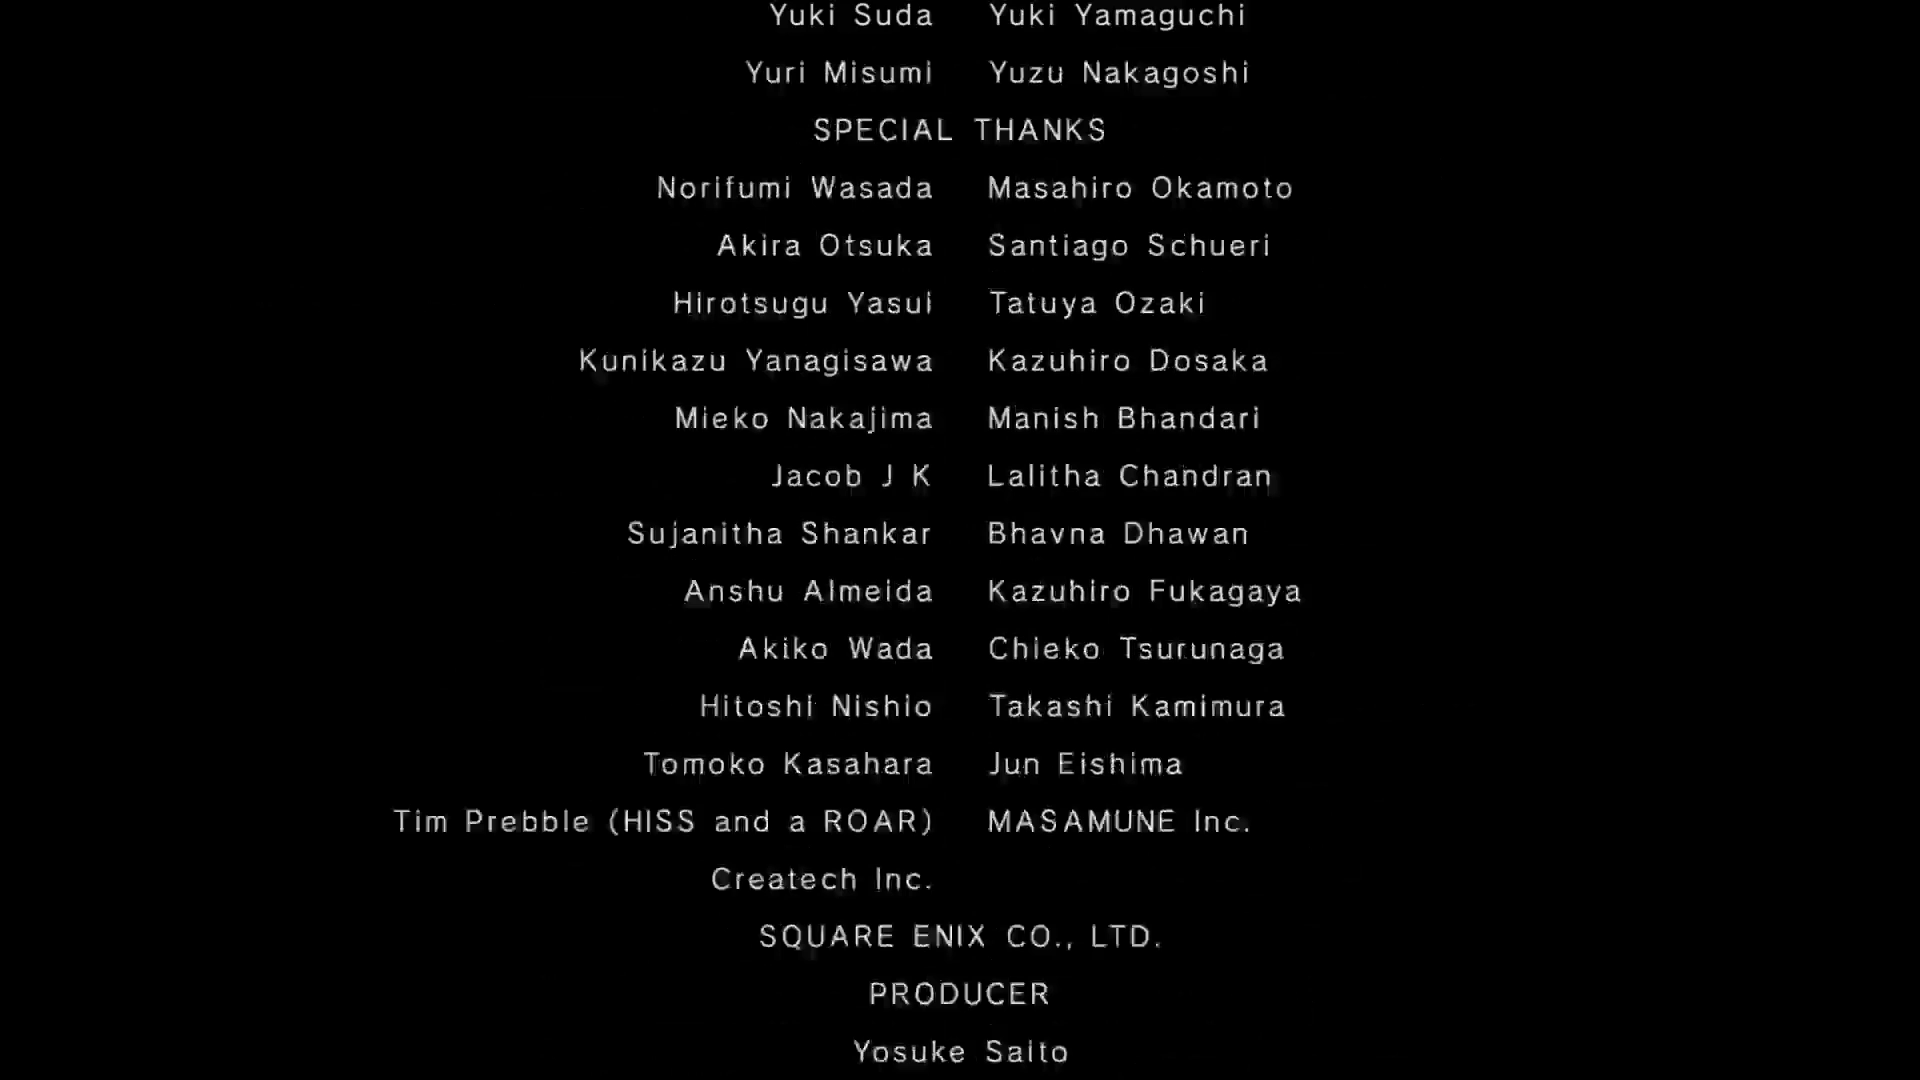 Yuki Suda Yuki Yamaguchi
Yuri Misumi Yuzu Nakagoshi
SPECIAL THANKS
Norifumi Wasada Masahiro Okamoto
Akira Otsuka Santiago Schueri
Hirotsugu Yasui Tatuya Ozaki
Kunikazu Yanagisawa Kazuhiro Dosaka
Mieko Nakajima Manish Bhandari
Jacob J K Lalitha Chandran
Sujanitha Shankar Bhavna Dhawan
Anshu Almeida Kazuhiro Fukagaya
Akiko Wada Chieko Tsurunaga
Hitoshi Nishio Takashi Kamimura
Tomoko Kasahara Jun Eishima
Tim Prebble (HISS and a ROAR) MASAMUNE Inc.
Createch Inc.
SQUARE ENIX CO., LTD.
PRODUCER
Yosuke Saito